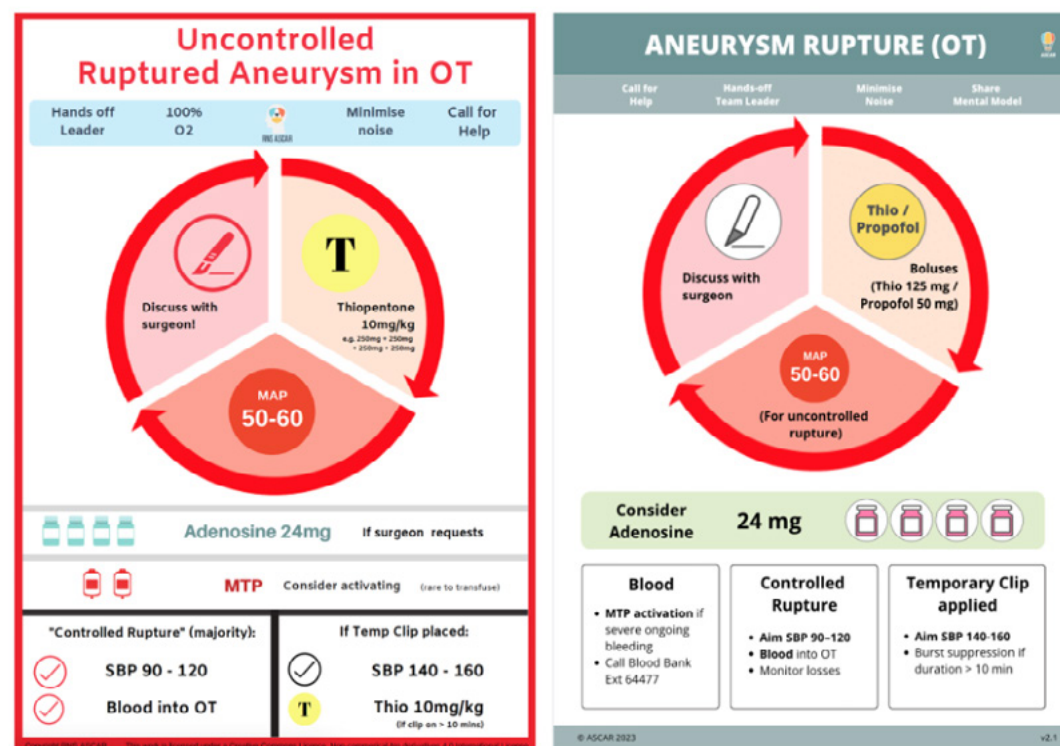 Uncontrolled
Ruptured Aneurysm in OT
Hands off
Leader
100%
O2
RNS ASCAR
Minimise
noise
Call for
Help
Discuss with
surgeon!
T
Thiopentone
10mg/kg
e.g. 250mg + 250mg
+ 250mg + 250mg
MAP
50-60
Adenosine 24mg If surgeon requests
MTP Consider activating (rare to transfuse)
"Controlled Rupture" (majority):
SBP 90 - 120
Blood into OT
If Temp Clip placed:
SBP 140 - 160
T Thio 10mg/kg
(if clip on > 10 mins)
ANEURYSM RUPTURE (OT)
ASCAR
Call for
Help
Hands-off
Team Leader
Minimise
Noise
Share
Mental Model
Discuss with
surgeon
Thio /
Propofol
Boluses
(Thio 125 mg /
Propofol 50 mg)
MAP
50-60
(For uncontrolled
rupture)
Consider
Adenosine
24 mg
Blood
• MTP activation if
severe ongoing
bleeding
• Call Blood Bank
Ext 64477
Controlled
Rupture
• Aim SBP 90–120
• Blood into OT
• Monitor losses
Temporary Clip
applied
• Aim SBP 140-160
• Burst suppression if
duration > 10 min
© ASCAR 2023
v2.1